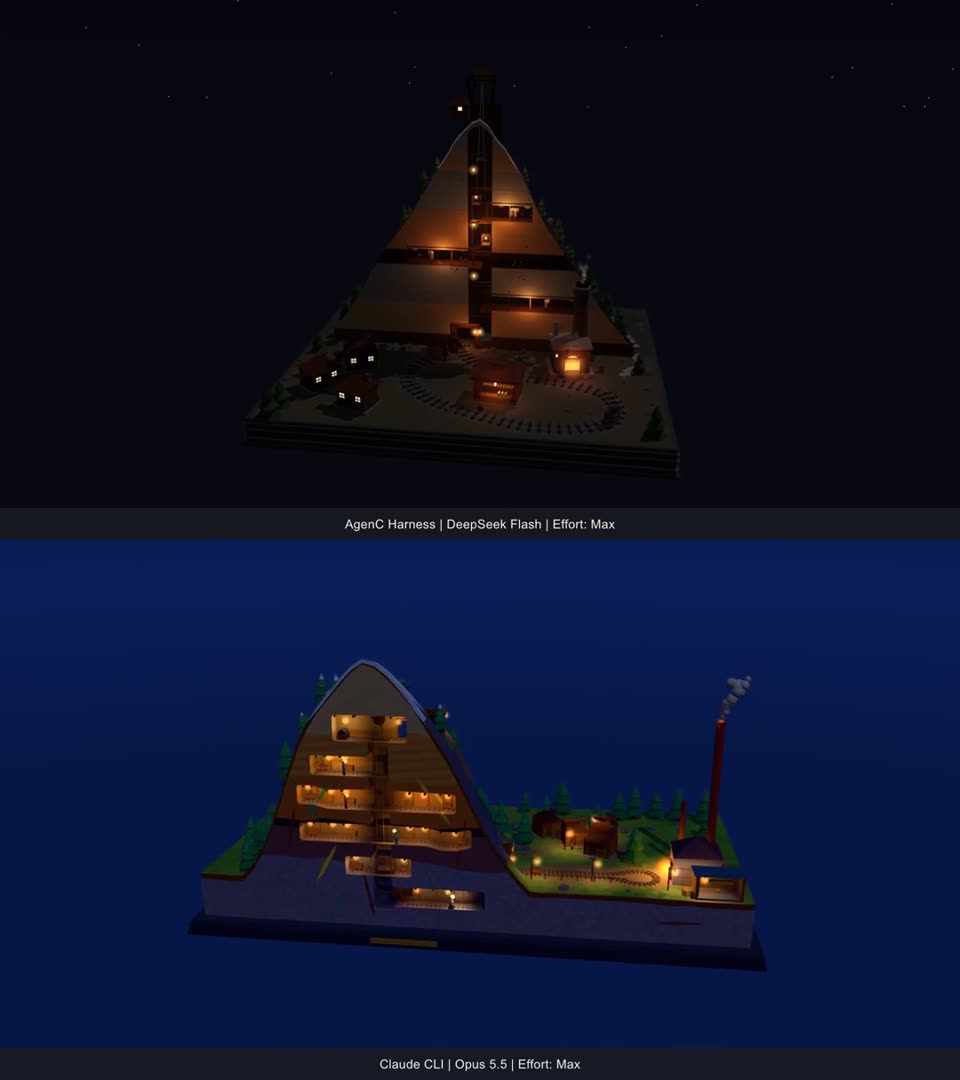 AgenC Harness | DeepSeek Flash | Effort: Max
Claude CLI | Opus 5.5 | Effort: Max